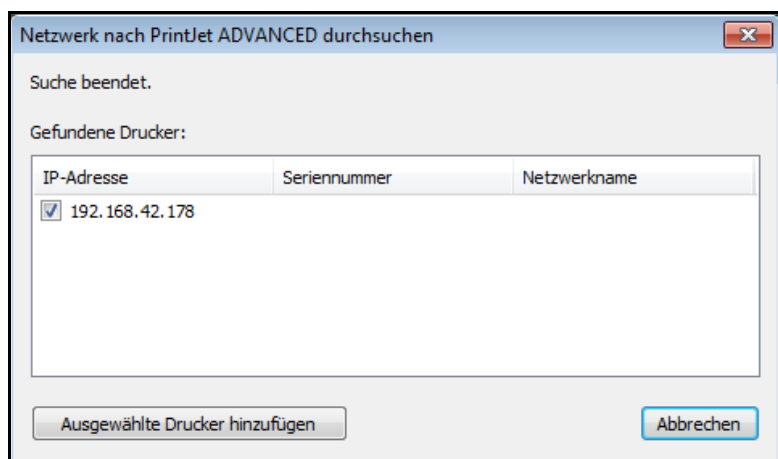 Netzwerk nach PrintJet ADVANCED durchsuchen
Suche beendet.
Gefundene Drucker:
IP-Adresse Seriennummer Netzwerkname
192.168.42.178
Ausgewählte Drucker hinzufügen Abbrechen